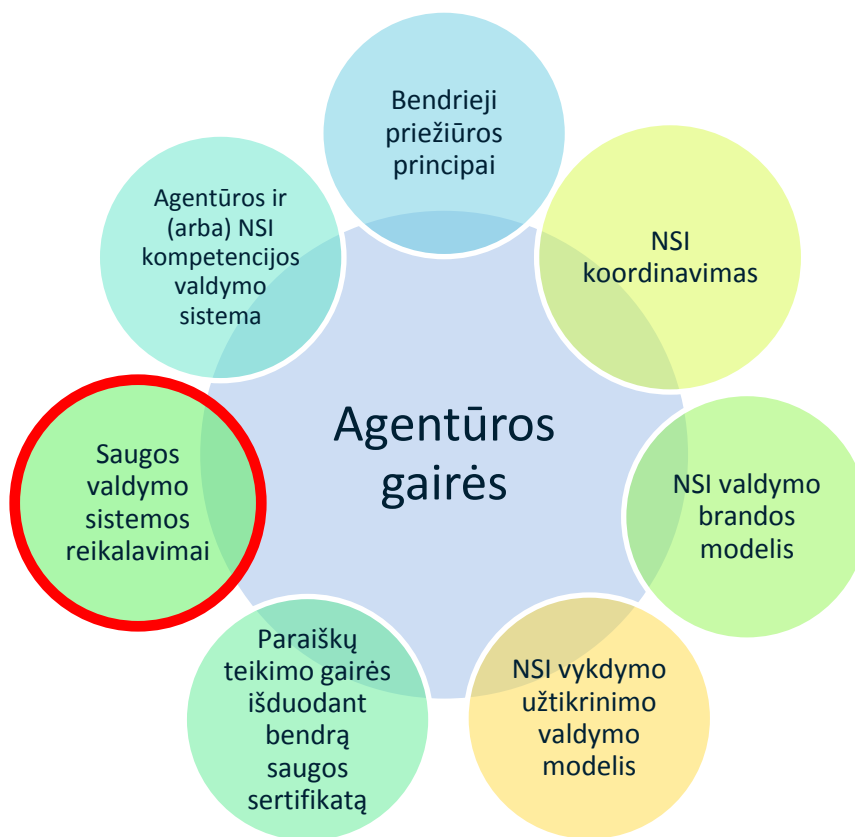 Bendrieji
priežiūros
principai
NSI
koordinavimas
NSI valdymo
brandos
modelis
NSI vykdymo
užtikrinimo
valdymo
modelis
Paraiškų
teikimo gairės
išduodant
bendrą
saugos
sertifikatą
Saugos
valdymo
sistemos
reikalavimai
Agentūros ir
(arba) NSI
kompetencijos
valdymo
sistema
Agentūros
gairės